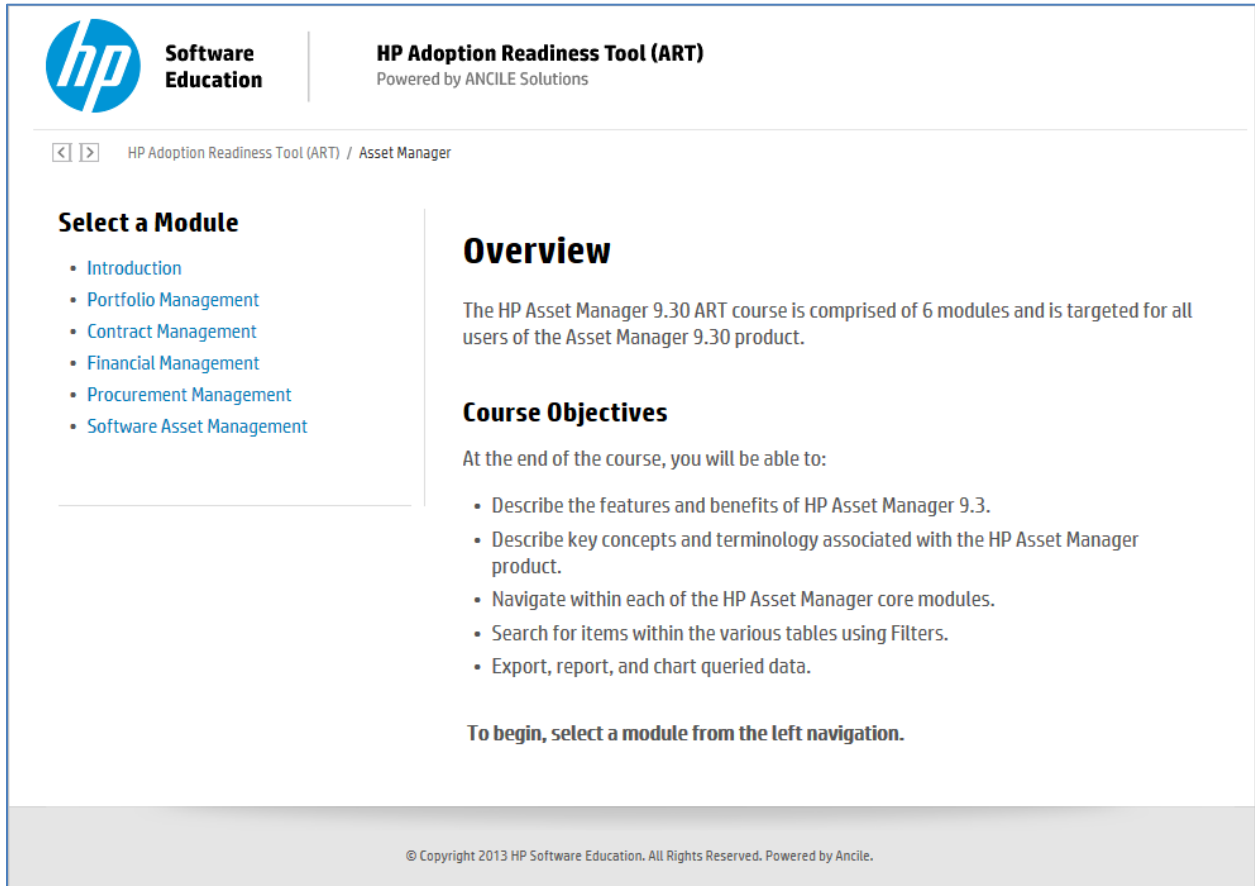 hp
Software
Education
HP Adoption Readiness Tool (ART)
Powered by ANCILE Solutions
< > HP Adoption Readiness Tool (ART) / Asset Manager
Select a Module
• Introduction
• Portfolio Management
• Contract Management
• Financial Management
• Procurement Management
• Software Asset Management
Overview
The HP Asset Manager 9.30 ART course is comprised of 6 modules and is targeted for all
users of the Asset Manager 9.30 product.
Course Objectives
At the end of the course, you will be able to:
• Describe the features and benefits of HP Asset Manager 9.3.
• Describe key concepts and terminology associated with the HP Asset Manager
product.
• Navigate within each of the HP Asset Manager core modules.
• Search for items within the various tables using Filters.
• Export, report, and chart queried data.
To begin, select a module from the left navigation.
© Copyright 2013 HP Software Education. All Rights Reserved. Powered by Ancile.